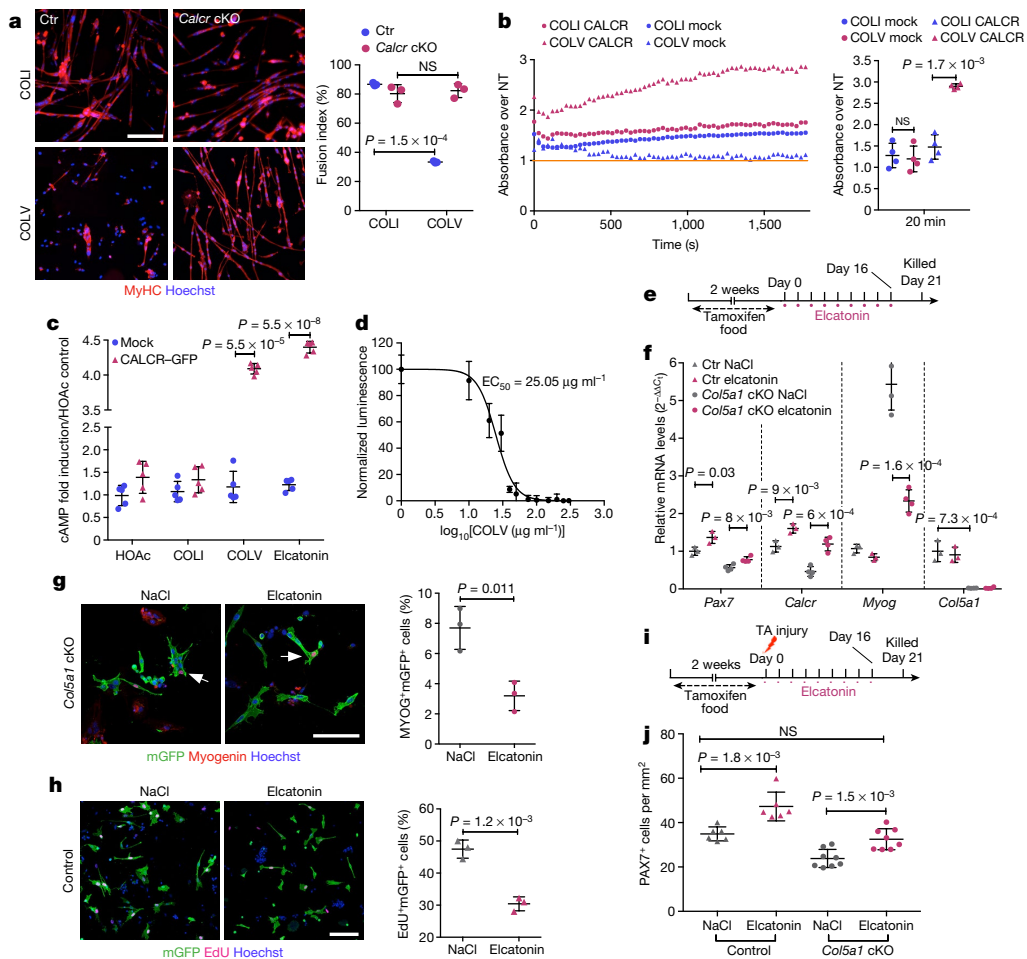 a
Ctr
Calcr cKO
COLI
COLV
MyHC Hoechst
Ctr
Calcr cKO
NS
P = 1.5 × 10⁻⁴
Fusion index (%)
100
80
60
40
20
0
COLI COLV
b
COLI CALCR COLI mock
COLV CALCR COLV mock
Absorbance over NT
3
2
1
0
0 500 1,000 1,500
Time (s)
COLI mock COLI CALCR
COLV mock COLV CALCR
P = 1.7 × 10⁻³
NS
Absorbance over NT
3.5
3.0
2.5
2.0
1.5
1.0
0.5
0
20 min
c
Mock
CALCR–GFP
P = 5.5 × 10⁻⁸
P = 5.5 × 10⁻⁵
cAMP fold induction/HOAc control
4.5
4.0
3.5
2.0
1.5
1.0
0.5
0
HOAc COLI COLV Elcatonin
d
Normalized luminescence
120
100
80
60
40
20
0
EC₅₀ = 25.05 μg ml⁻¹
0 0.5 1.0 1.5 2.0 2.5 3.0
log₁₀[COLV (μg ml⁻¹)]
e
2 weeks
Tamoxifen
food
Day 0
Elcatonin
Day 16
Killed
Day 21
f
Ctr NaCl
Ctr elcatonin
Col5a1 cKO NaCl
Col5a1 cKO elcatonin
Relative mRNA levels (2⁻ΔΔCt)
6
5
4
3
2
1
0
P = 0.03
P = 8 × 10⁻³
P = 9 × 10⁻³
P = 6 × 10⁻⁴
P = 1.6 × 10⁻⁴
P = 7.3 × 10⁻⁴
Pax7 Calcr Myog Col5a1
g
NaCl Elcatonin
Col5a1 cKO
mGFP Myogenin Hoechst
P = 0.011
MYOG⁺mGFP⁺ cells (%)
10
8
6
4
2
0
NaCl Elcatonin
h
NaCl Elcatonin
Control
mGFP EdU Hoechst
P = 1.2 × 10⁻³
EdU⁺mGFP⁺ cells (%)
60
50
40
30
20
NaCl Elcatonin
i
TA injury
2 weeks
Tamoxifen
food
Day 0
Elcatonin
Day 16
Killed
Day 21
j
NS
P = 1.8 × 10⁻³
P = 1.5 × 10⁻³
PAX7⁺ cells per mm²
80
60
40
20
0
NaCl Elcatonin NaCl Elcatonin
Control Col5a1 cKO